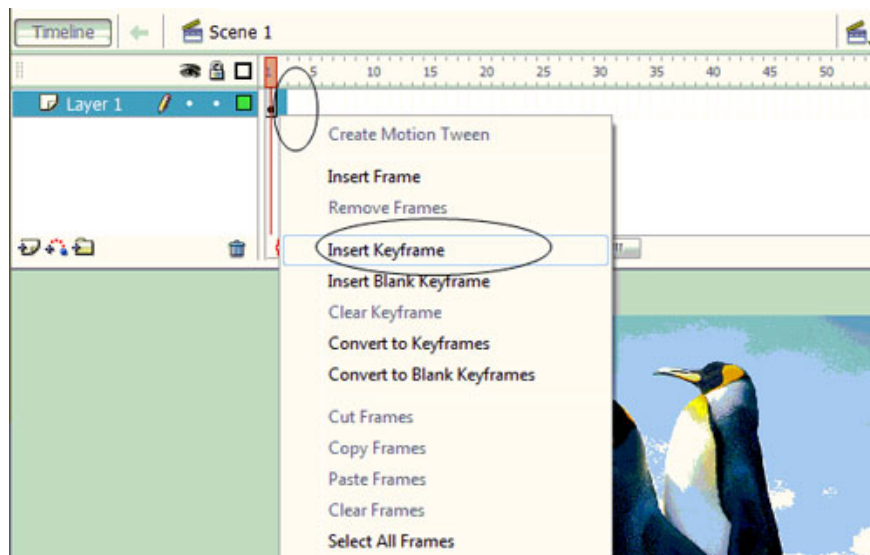 Timeline Scene 1
1 5 10 15 20 25 30 35 40 45 50
Layer 1
Create Motion Tween
Insert Frame
Remove Frames
Insert Keyframe
Insert Blank Keyframe
Clear Keyframe
Convert to Keyframes
Convert to Blank Keyframes
Cut Frames
Copy Frames
Paste Frames
Clear Frames
Select All Frames